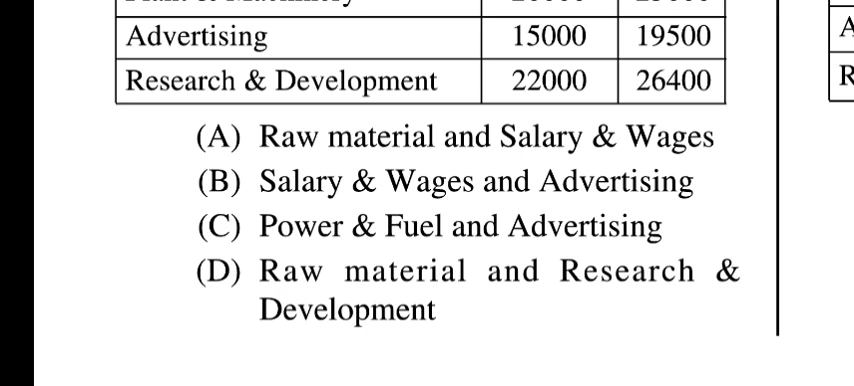 Advertising 15000 19500
Research & Development 22000 26400
(A) Raw material and Salary & Wages
(B) Salary & Wages and Advertising
(C) Power & Fuel and Advertising
(D) Raw material and Research &
Development
A
R